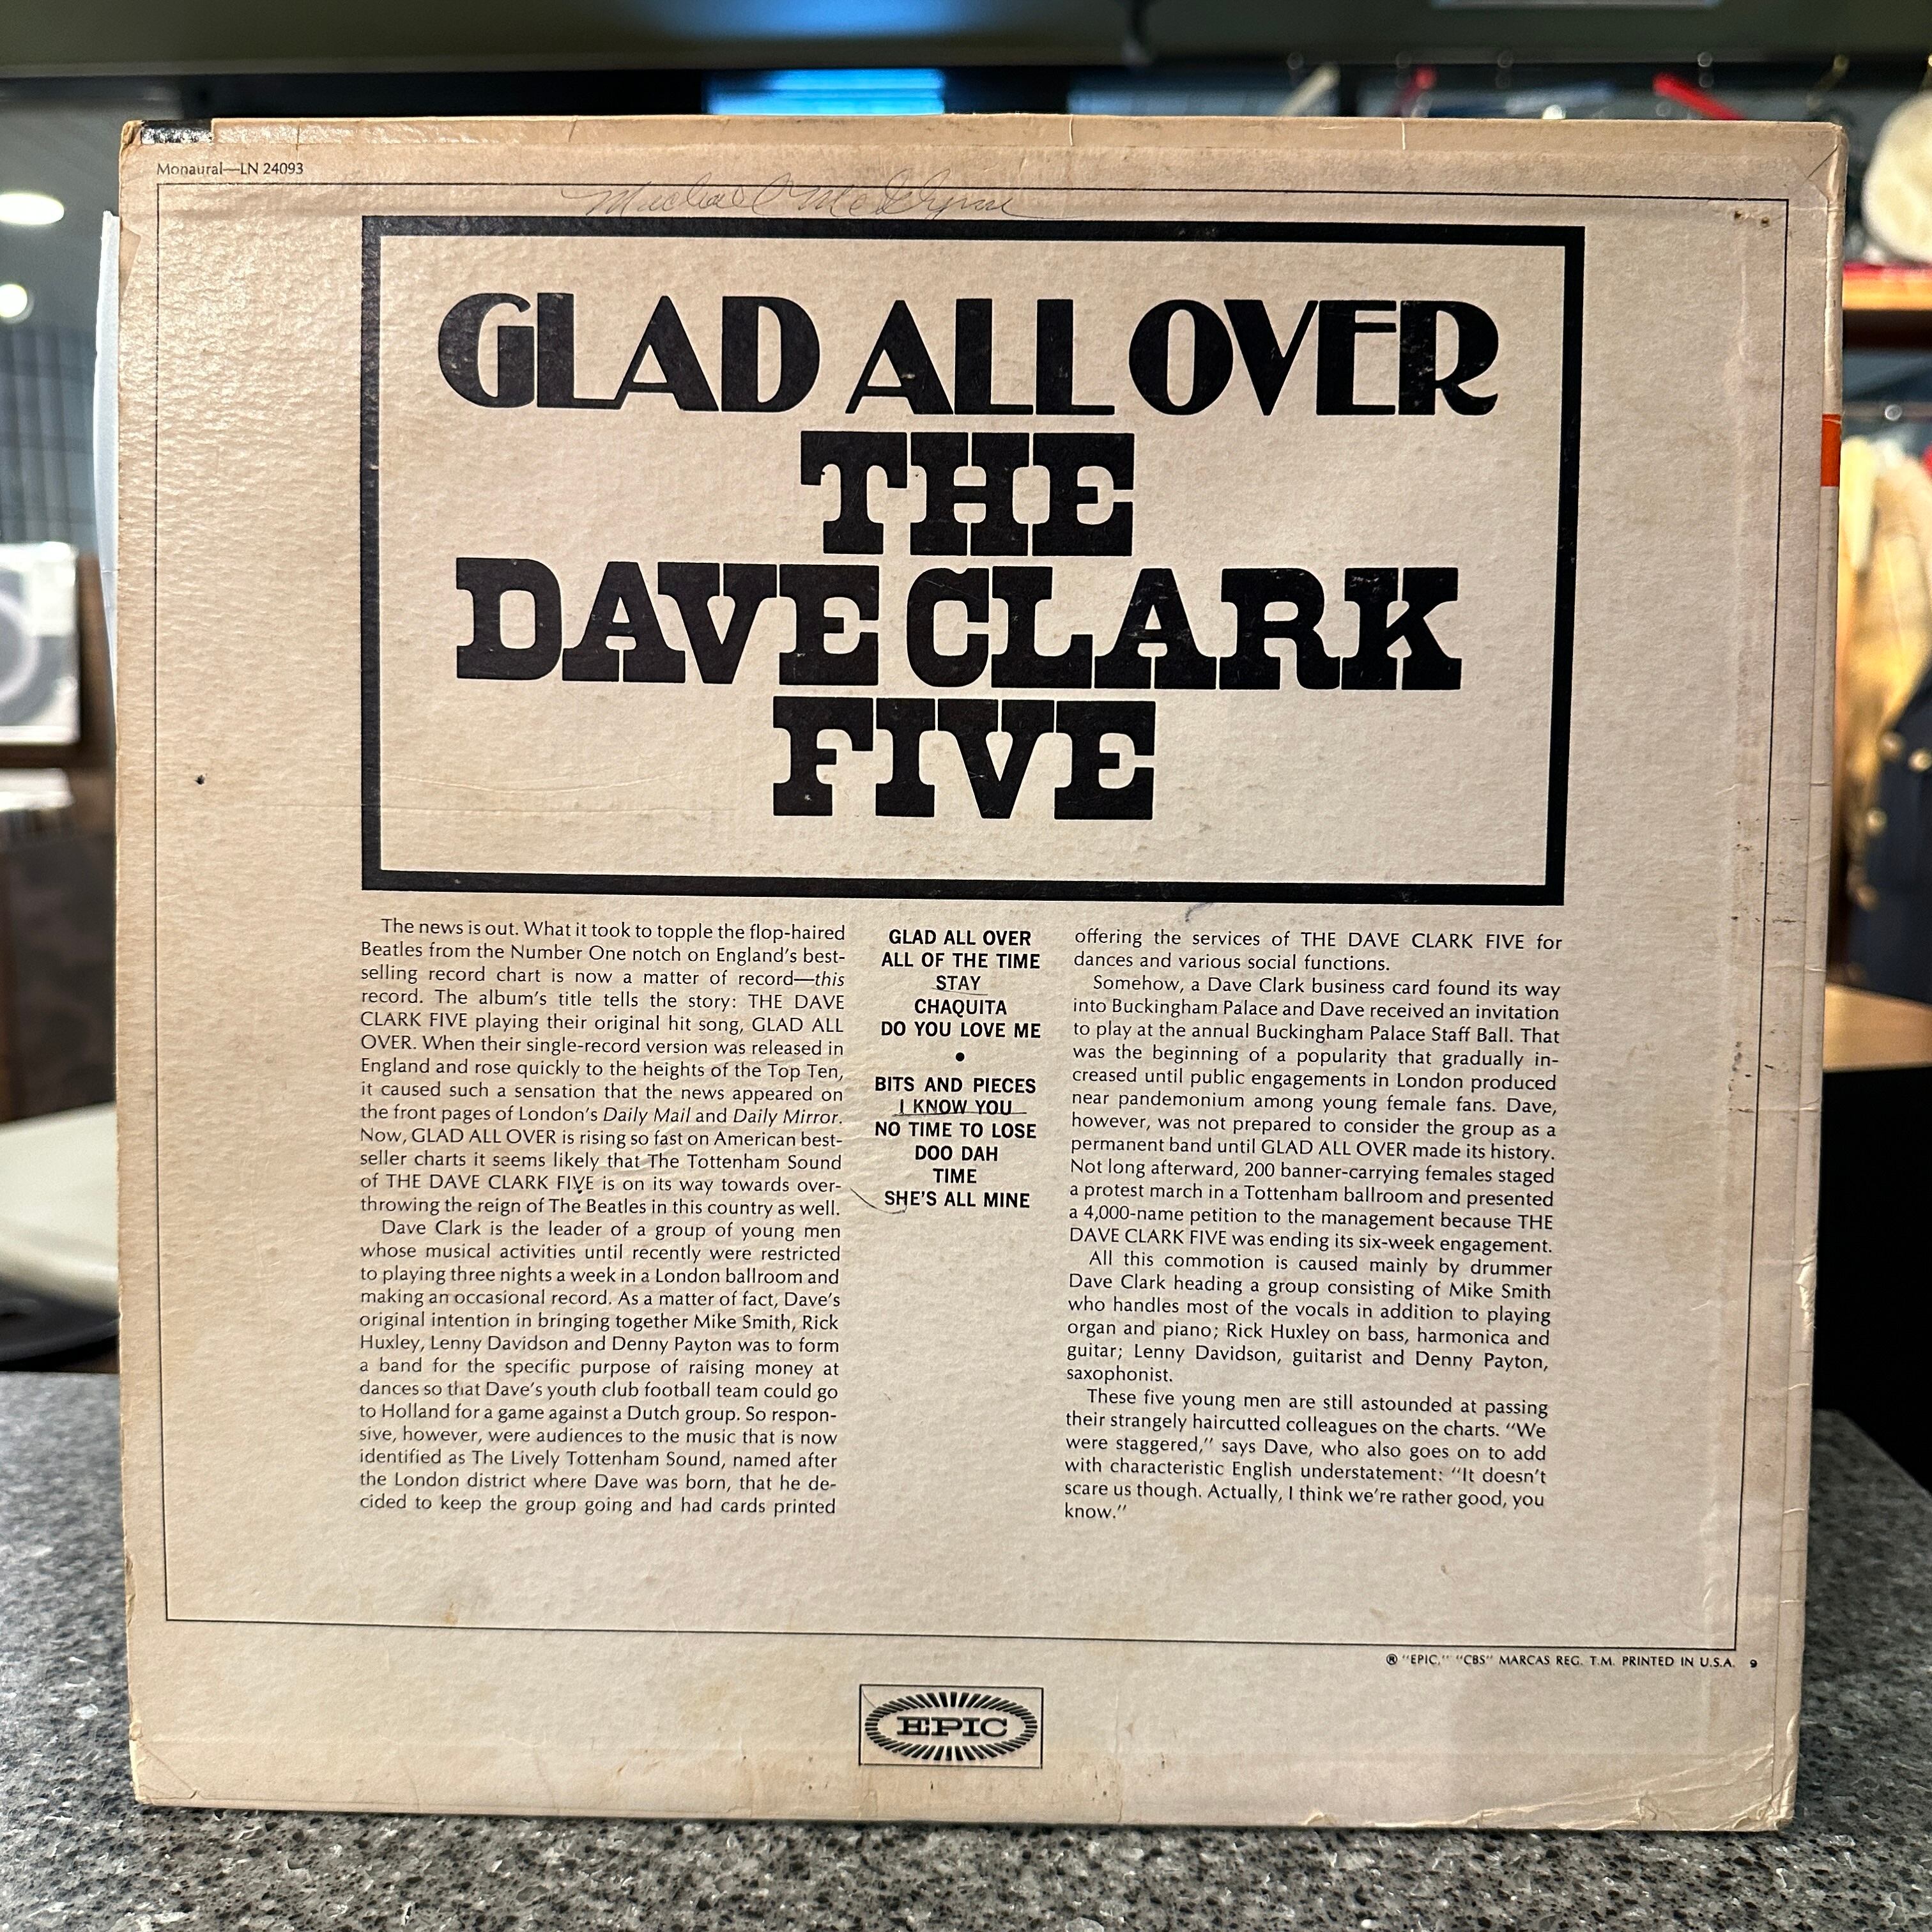 Monaural—LN 24093
GLAD ALL OVER
THE
DAVE CLARK
FIVE
The news is out. What it took to topple the flop-haired
Beatles from the Number One notch on England's best-
selling record chart is now a matter of record—this
record. The album's title tells the story: THE DAVE
CLARK FIVE playing their original hit song, GLAD ALL
OVER. When their single-record version was released in
England and rose quickly to the heights of the Top Ten,
it caused such a sensation that the news appeared on
the front pages of London's Daily Mail and Daily Mirror.
Now, GLAD ALL OVER is rising so fast on American best-
seller charts it seems likely that The Tottenham Sound
of THE DAVE CLARK FIVE is on its way towards over-
throwing the reign of The Beatles in this country as well.
Dave Clark is the leader of a group of young men
whose musical activities until recently were restricted
to playing three nights a week in a London ballroom and
making an occasional record. As a matter of fact, Dave's
original intention in bringing together Mike Smith, Rick
Huxley, Lenny Davidson and Denny Payton was to form
a band for the specific purpose of raising money at
dances so that Dave's youth club football team could go
to Holland for a game against a Dutch group. So respon-
sive, however, were audiences to the music that is now
identified as The Lively Tottenham Sound, named after
the London district where Dave was born, that he de-
cided to keep the group going and had cards printed
GLAD ALL OVER
ALL OF THE TIME
STAY
CHAQUITA
DO YOU LOVE ME
•
BITS AND PIECES
I KNOW YOU
NO TIME TO LOSE
DOO DAH
TIME
SHE'S ALL MINE
offering the services of THE DAVE CLARK FIVE for
dances and various social functions.
Somehow, a Dave Clark business card found its way
into Buckingham Palace and Dave received an invitation
to play at the annual Buckingham Palace Staff Ball. That
was the beginning of a popularity that gradually in-
creased until public engagements in London produced
near pandemonium among young female fans. Dave,
however, was not prepared to consider the group as a
permanent band until GLAD ALL OVER made its history.
Not long afterward, 200 banner-carrying females staged
a protest march in a Tottenham ballroom and presented
a 4,000-name petition to the management because THE
DAVE CLARK FIVE was ending its six-week engagement.
All this commotion is caused mainly by drummer
Dave Clark heading a group consisting of Mike Smith
who handles most of the vocals in addition to playing
organ and piano; Rick Huxley on bass, harmonica and
guitar; Lenny Davidson, guitarist and Denny Payton,
saxophonist.
These five young men are still astounded at passing
their strangely haircutted colleagues on the charts. "We
were staggered," says Dave, who also goes on to add
with characteristic English understatement: "It doesn't
scare us though. Actually, I think we're rather good, you
know."
® "EPIC," "CBS" MARCAS REG. T.M. PRINTED IN U.S.A. 9
EPIC